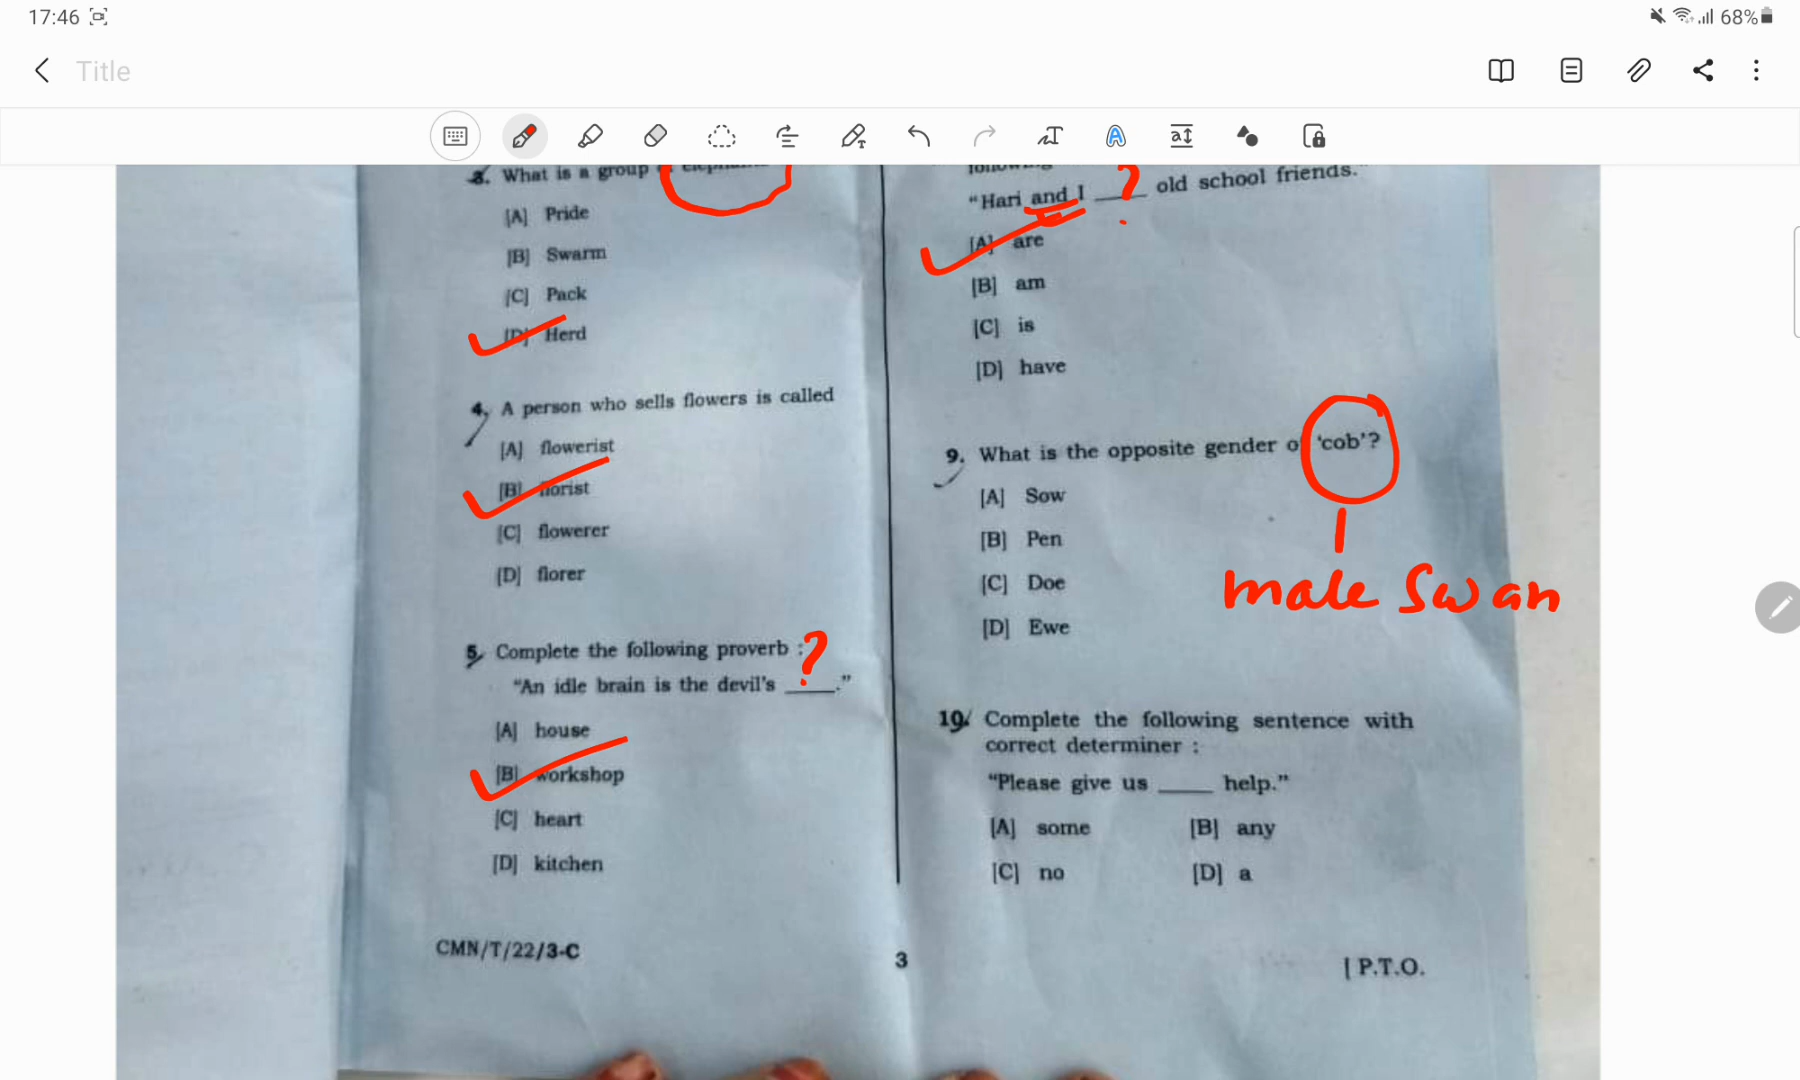 17:46
68%
Title
3. What is a group
[A] Pride
[B] Swarm
[C] Pack
[D] Herd
4. A person who sells flowers is called
[A] flowerist
[B] florist
[C] flowerer
[D] florer
5. Complete the following proverb : ?
“An idle brain is the devil's ____.”
[A] house
[B] workshop
[C] heart
[D] kitchen
CMN/T/22/3-C
3
“Hari and I ____ ? old school friends.”
[A] are
[B] am
[C] is
[D] have
9. What is the opposite gender of ‘cob’?
[A] Sow
[B] Pen
[C] Doe
[D] Ewe
male Swan
10. Complete the following sentence with
correct determiner :
“Please give us ____ help.”
[A] some [B] any
[C] no [D] a
[ P.T.O.